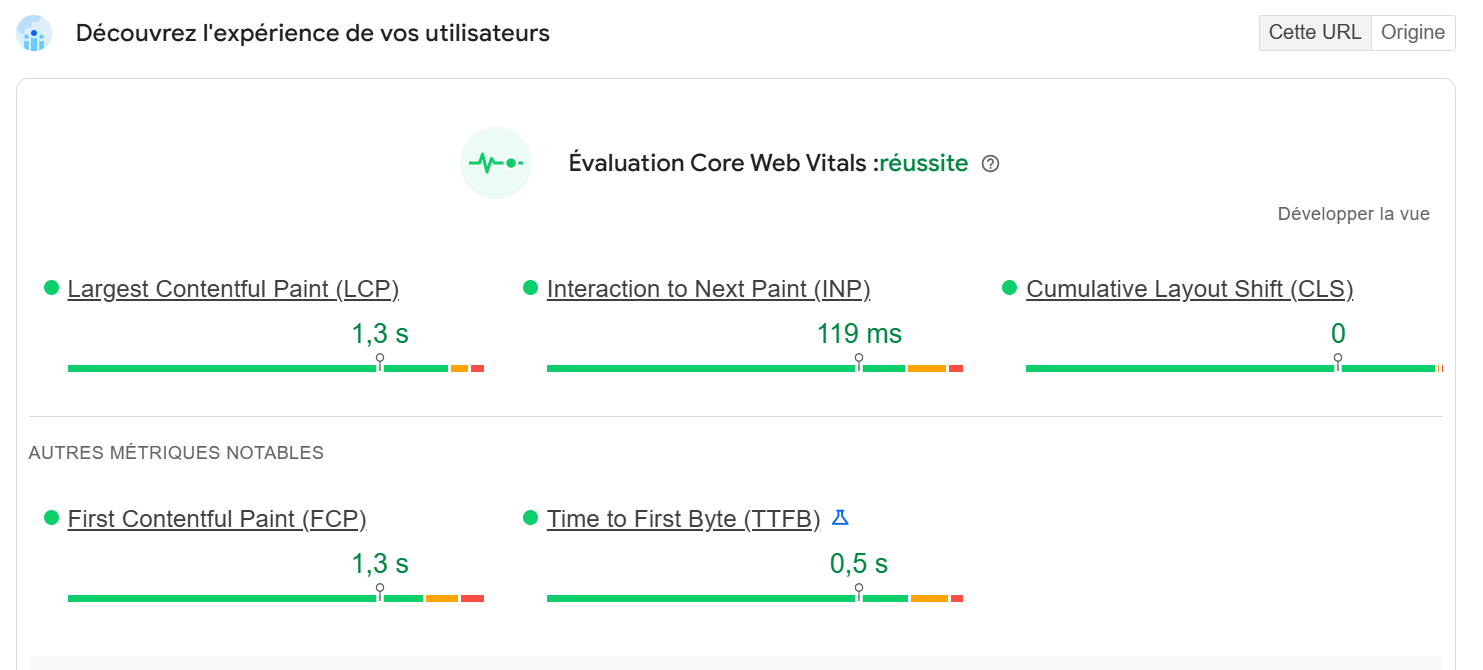 Découvrez l'expérience de vos utilisateurs
Cette URL
Origine
Évaluation Core Web Vitals :réussite
Développer la vue
Largest Contentful Paint (LCP)
1,3 s
Interaction to Next Paint (INP)
119 ms
Cumulative Layout Shift (CLS)
0
AUTRES MÉTRIQUES NOTABLES
First Contentful Paint (FCP)
1,3 s
Time to First Byte (TTFB)
0,5 s